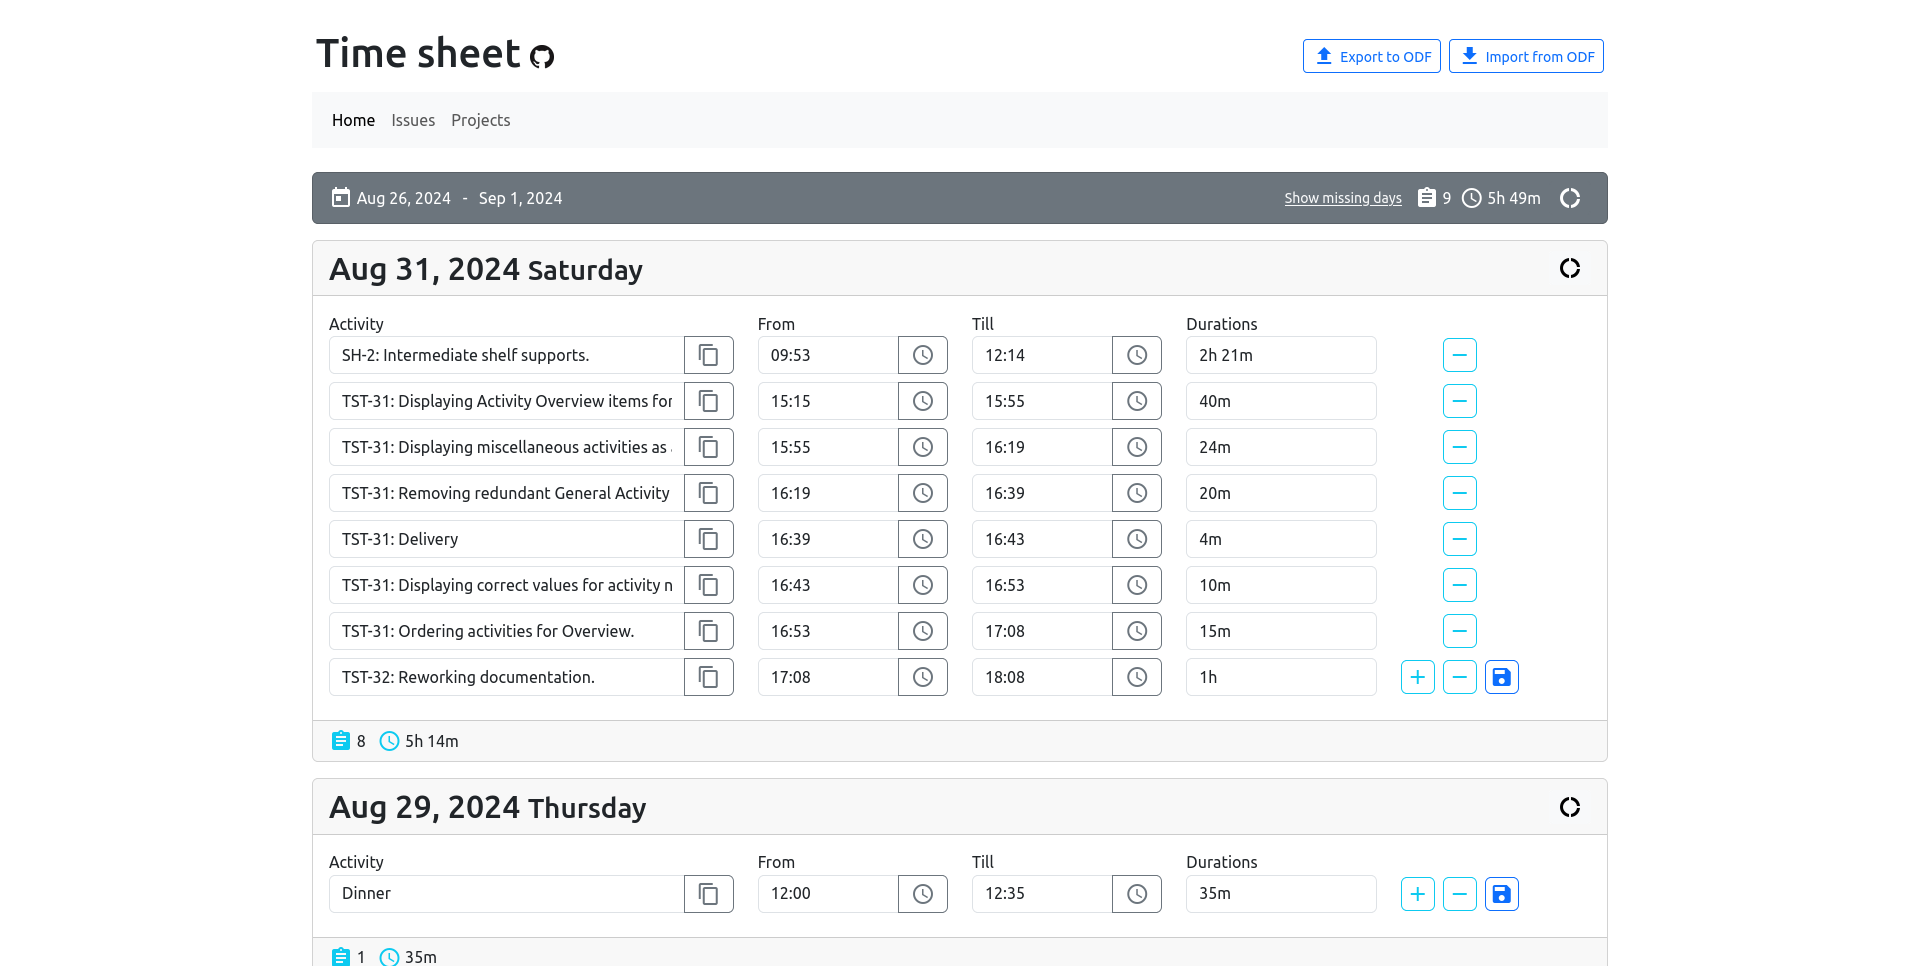 Time sheet
Export to ODF Import from ODF
Home Issues Projects
Aug 26, 2024 - Sep 1, 2024 Show missing days 9 5h 49m
Aug 31, 2024 Saturday
Activity From Till Durations
SH-2: Intermediate shelf supports. 09:53 12:14 2h 21m
TST-31: Displaying Activity Overview items for 15:15 15:55 40m
TST-31: Displaying miscellaneous activities as 15:55 16:19 24m
TST-31: Removing redundant General Activity 16:19 16:39 20m
TST-31: Delivery 16:39 16:43 4m
TST-31: Displaying correct values for activity n 16:43 16:53 10m
TST-31: Ordering activities for Overview. 16:53 17:08 15m
TST-32: Reworking documentation. 17:08 18:08 1h
8 5h 14m
Aug 29, 2024 Thursday
Activity From Till Durations
Dinner 12:00 12:35 35m
1 35m